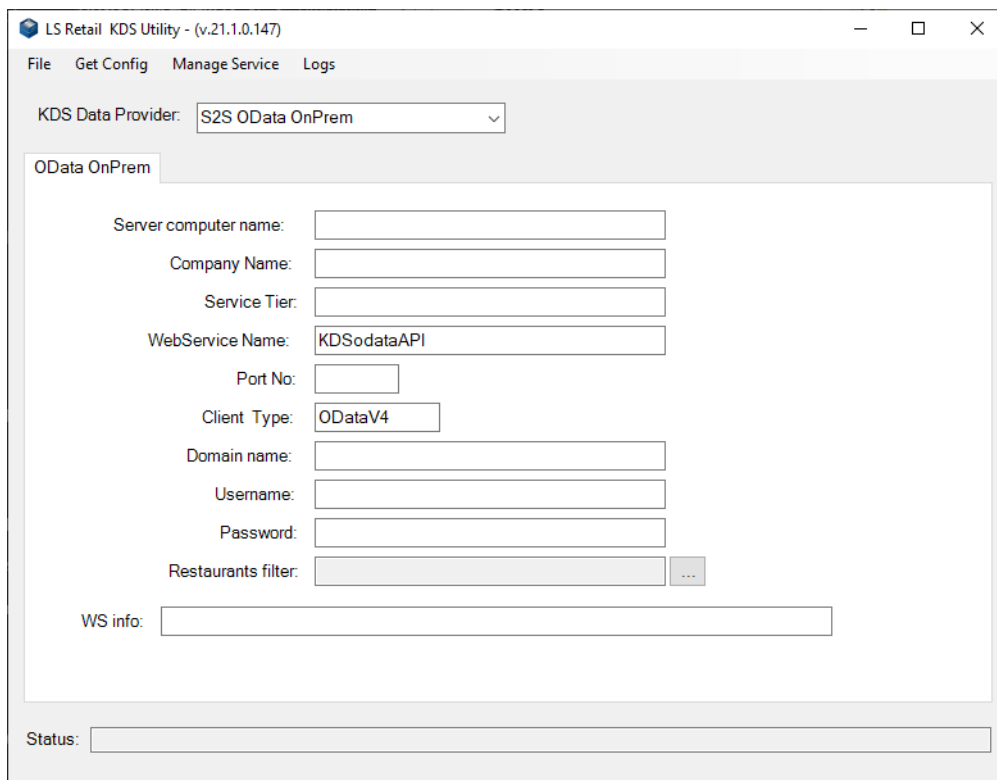 LS Retail KDS Utility - (v.21.1.0.147)
File Get Config Manage Service Logs
KDS Data Provider: S2S OData OnPrem
OData OnPrem
Server computer name:
Company Name:
Service Tier:
WebService Name: KDSodataAPI
Port No:
Client Type: ODataV4
Domain name:
Username:
Password:
Restaurants filter: ...
WS info:
Status: